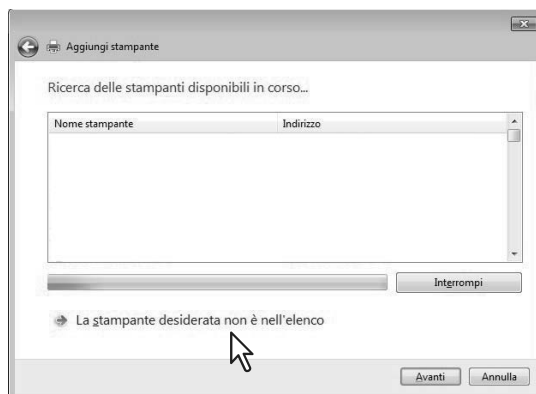 Aggiungi stampante
Ricerca delle stampanti disponibili in corso...
Nome stampante Indirizzo
Interrompi
La stampante desiderata non è nell'elenco
Avanti Annulla